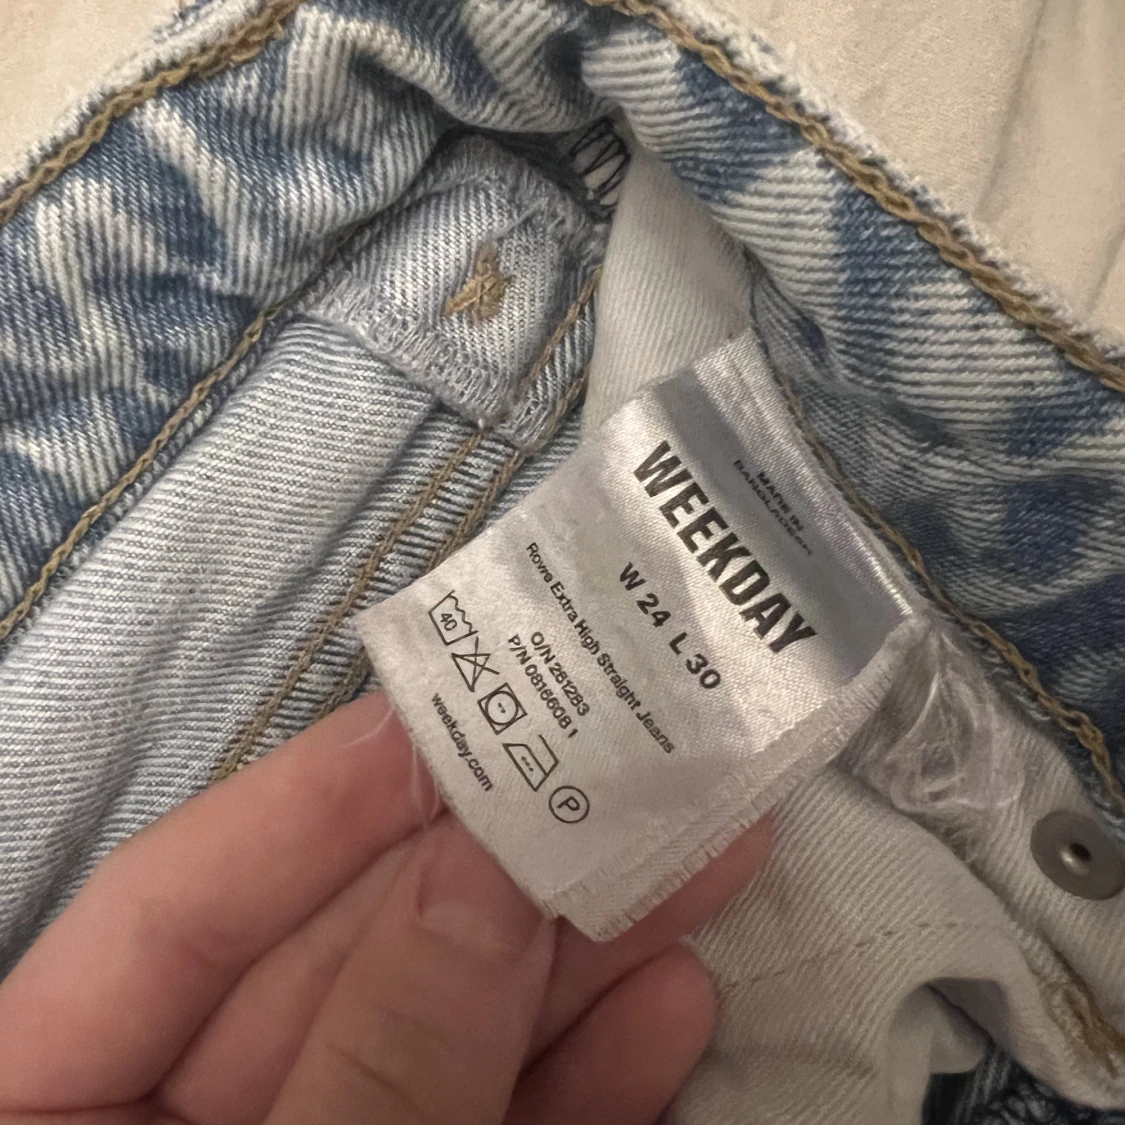 MADE IN
BANGLADESH
WEEKDAY
W 24 L 30
Rowe Extra High Straight Jeans
O/N 281283
P/N 0816608 1
40
P
weekday.com